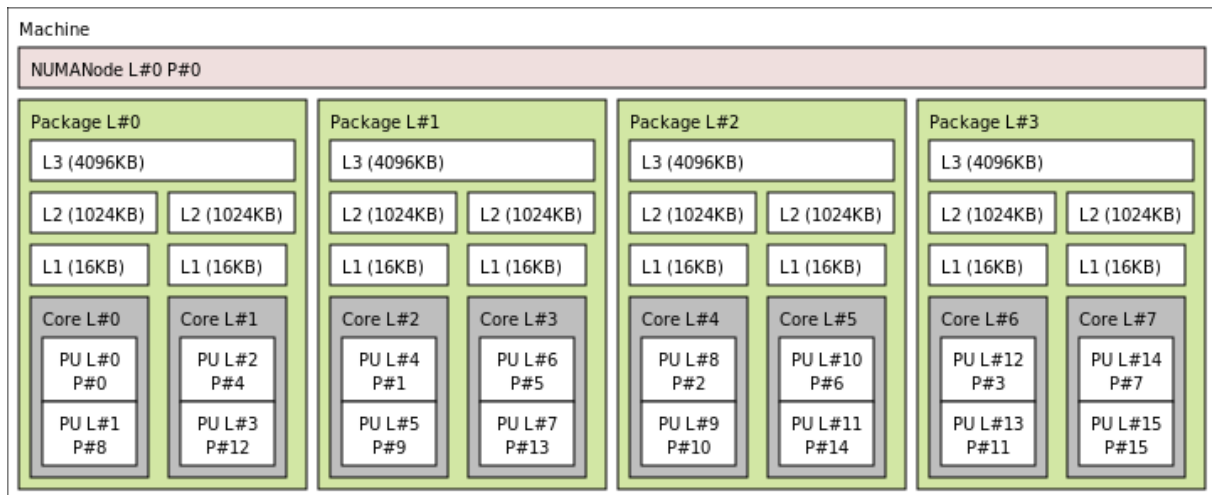 Machine
NUMANode L#0 P#0
Package L#0
L3 (4096KB)
L2 (1024KB)
L2 (1024KB)
L1 (16KB)
L1 (16KB)
Core L#0
PU L#0
P#0
PU L#1
P#8
Core L#1
PU L#2
P#4
PU L#3
P#12
Package L#1
L3 (4096KB)
L2 (1024KB)
L2 (1024KB)
L1 (16KB)
L1 (16KB)
Core L#2
PU L#4
P#1
PU L#5
P#9
Core L#3
PU L#6
P#5
PU L#7
P#13
Package L#2
L3 (4096KB)
L2 (1024KB)
L2 (1024KB)
L1 (16KB)
L1 (16KB)
Core L#4
PU L#8
P#2
PU L#9
P#10
Core L#5
PU L#10
P#6
PU L#11
P#14
Package L#3
L3 (4096KB)
L2 (1024KB)
L2 (1024KB)
L1 (16KB)
L1 (16KB)
Core L#6
PU L#12
P#3
PU L#13
P#11
Core L#7
PU L#14
P#7
PU L#15
P#15